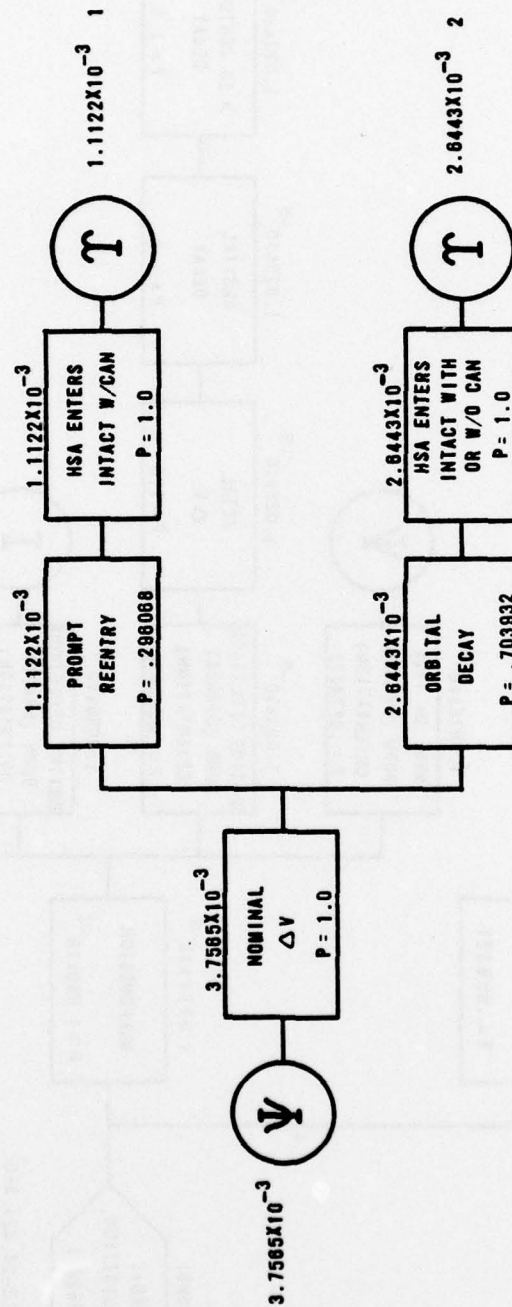 3.7565X10⁻³
Ψ
3.7565X10⁻³
NOMINAL
ΔV
P = 1.0
1.1122X10⁻³
PROMPT
REENTRY
P = .296068
1.1122X10⁻³
HSA ENTERS
INTACT W/CAN
P = 1.0
ϒ
1.1122X10⁻³ 1
2.6443X10⁻³
ORBITAL
DECAY
P = .703932
2.6443X10⁻³
HSA ENTERS
INTACT WITH
OR W/O CAN
P = 1.0
ϒ
2.6443X10⁻³ 2